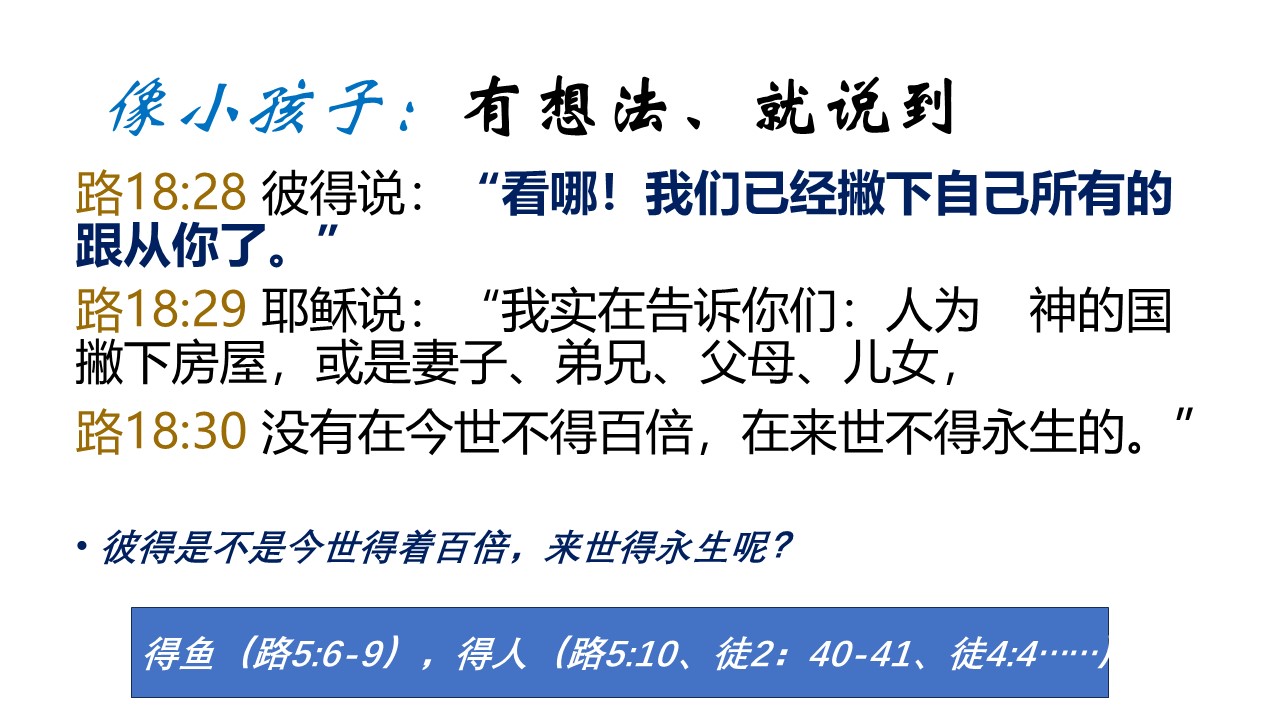 像小孩子：有想法、就说到
路18:28 彼得说：“看哪！我们已经撇下自己所有的
跟从你了。”
路18:29 耶稣说：“我实在告诉你们：人为　神的国
撇下房屋，或是妻子、弟兄、父母、儿女，
路18:30 没有在今世不得百倍，在来世不得永生的。”
• 彼得是不是今世得着百倍，来世得永生呢？
得鱼（路5:6-9），得人（路5:10、徒2：40-41、徒4:4……）